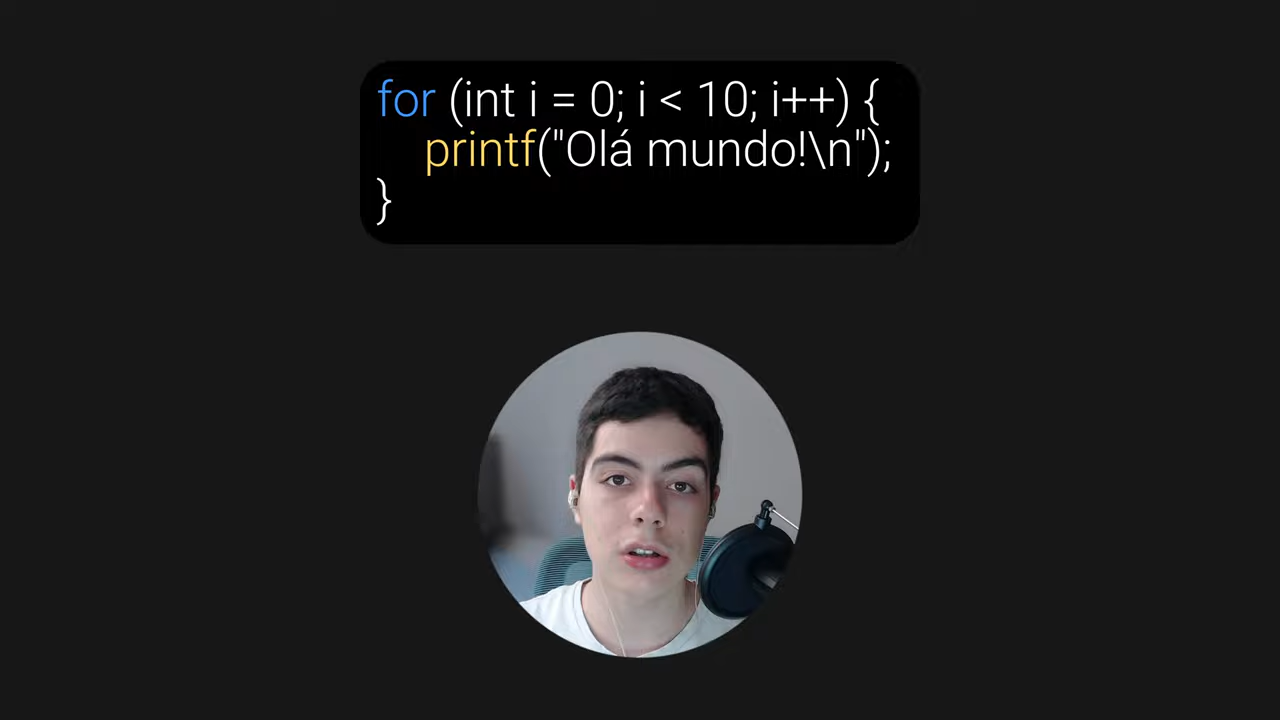 for (int i = 0; i < 10; i++) {
printf("Olá mundo!\n");
}